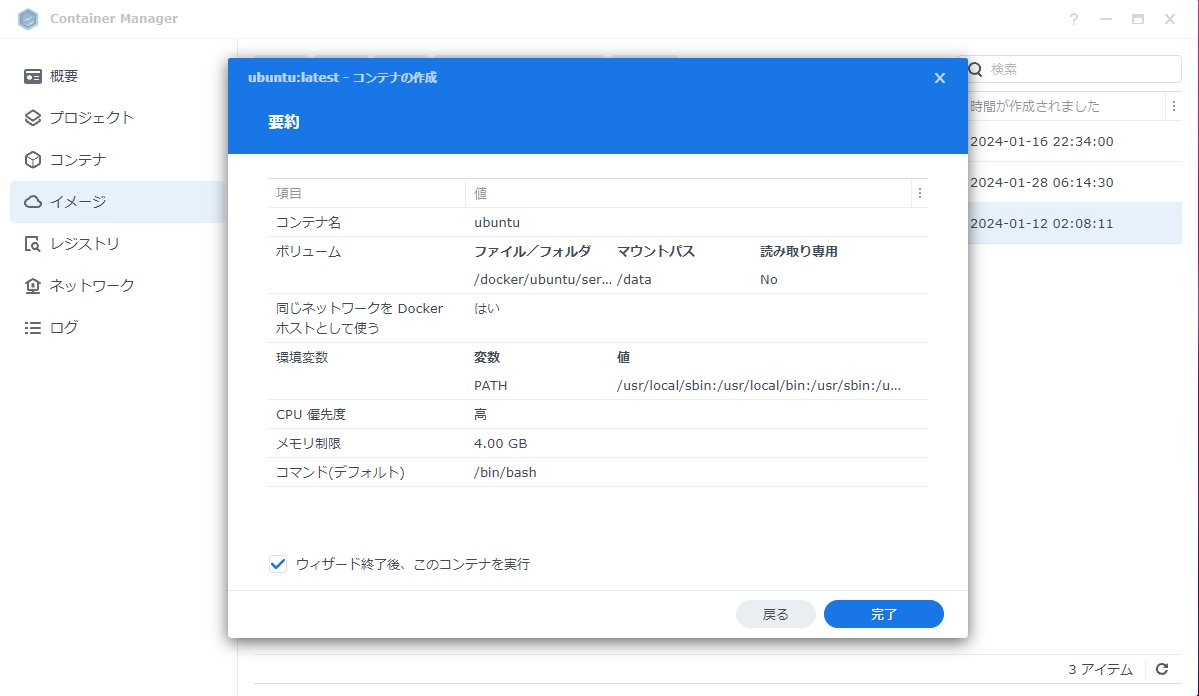 Container Manager
?
概要
プロジェクト
コンテナ
イメージ
レジストリ
ネットワーク
ログ
検索
時間が作成されました
2024-01-16 22:34:00
2024-01-28 06:14:30
2024-01-12 02:08:11
ubuntu:latest - コンテナの作成
要約
項目 値
コンテナ名 ubuntu
ボリューム ファイル／フォルダ マウントパス 読み取り専用
/docker/ubuntu/ser... /data No
同じネットワークを Docker はい
ホストとして使う
環境変数 変数 値
PATH /usr/local/sbin:/usr/local/bin:/usr/sbin:/u...
CPU 優先度 高
メモリ制限 4.00 GB
コマンド(デフォルト) /bin/bash
ウィザード終了後、このコンテナを実行
戻る 完了
3 アイテム